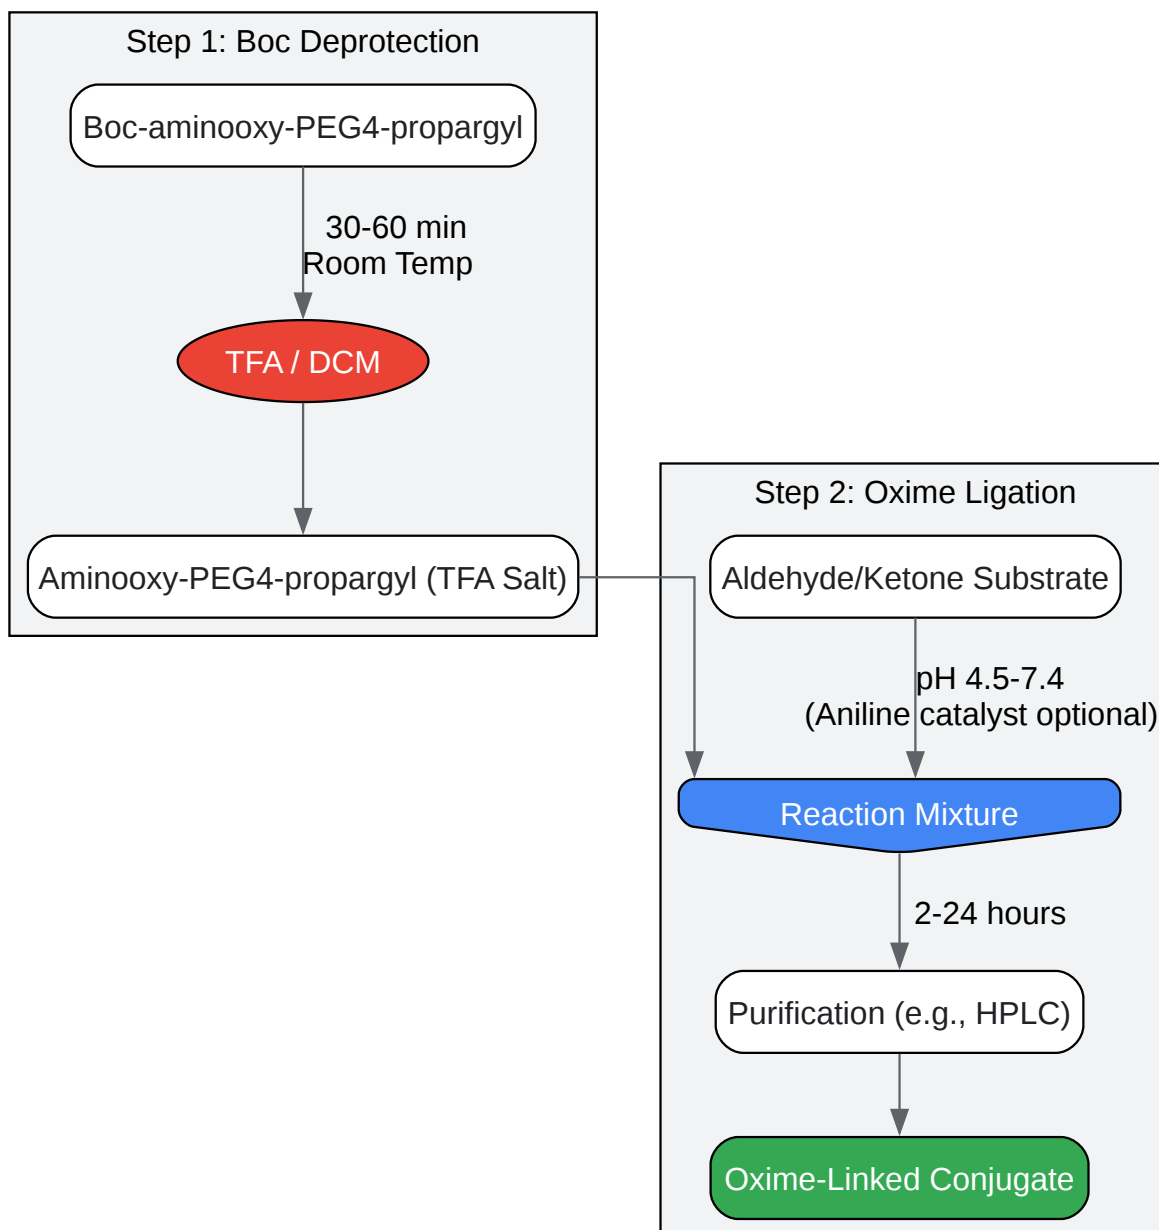 Step 1: Boc Deprotection
Boc-aminooxy-PEG4-propargyl
30-60 min
Room Temp
TFA / DCM
Aminooxy-PEG4-propargyl (TFA Salt)
Step 2: Oxime Ligation
Aldehyde/Ketone Substrate
pH 4.5-7.4
(Aniline catalyst optional)
Reaction Mixture
2-24 hours
Purification (e.g., HPLC)
Oxime-Linked Conjugate